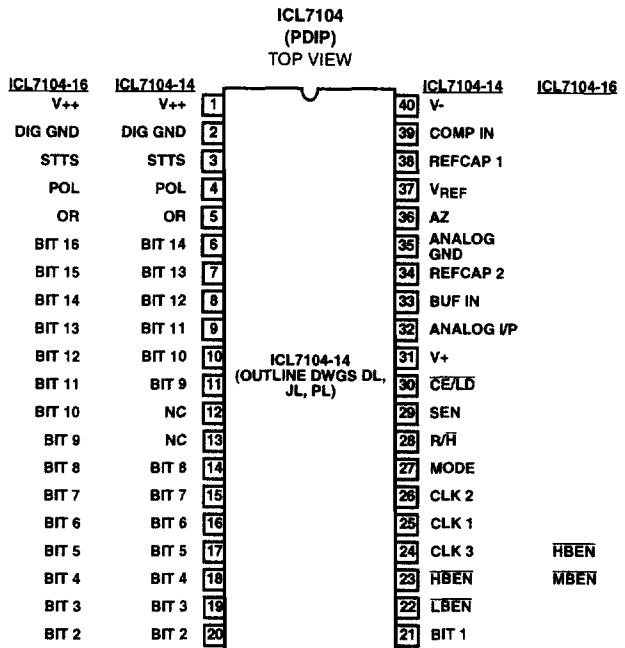 ICL7104
(PDIP)
TOP VIEW
ICL7104-16 ICL7104-14 ICL7104-14 ICL7104-16
V++ V++ 1 40 V-
DIG GND DIG GND 2 39 COMP IN
STTS STTS 3 38 REFCAP 1
POL POL 4 37 VREF
OR OR 5 36 AZ
BIT 16 BIT 14 6 35 ANALOG GND
BIT 15 BIT 13 7 34 REFCAP 2
BIT 14 BIT 12 8 33 BUF IN
BIT 13 BIT 11 9 32 ANALOG I/P
BIT 12 BIT 10 10 31 V+
ICL7104-14
(OUTLINE DWGS DL,
JL, PL)
BIT 11 BIT 9 11 30 CE/LD
BIT 10 NC 12 29 SEN
BIT 9 NC 13 28 R/H
BIT 8 BIT 8 14 27 MODE
BIT 7 BIT 7 15 26 CLK 2
BIT 6 BIT 6 16 25 CLK 1
BIT 5 BIT 5 17 24 CLK 3 HBEN
BIT 4 BIT 4 18 23 HBEN MBEN
BIT 3 BIT 3 19 22 LBEN
BIT 2 BIT 2 20 21 BIT 1